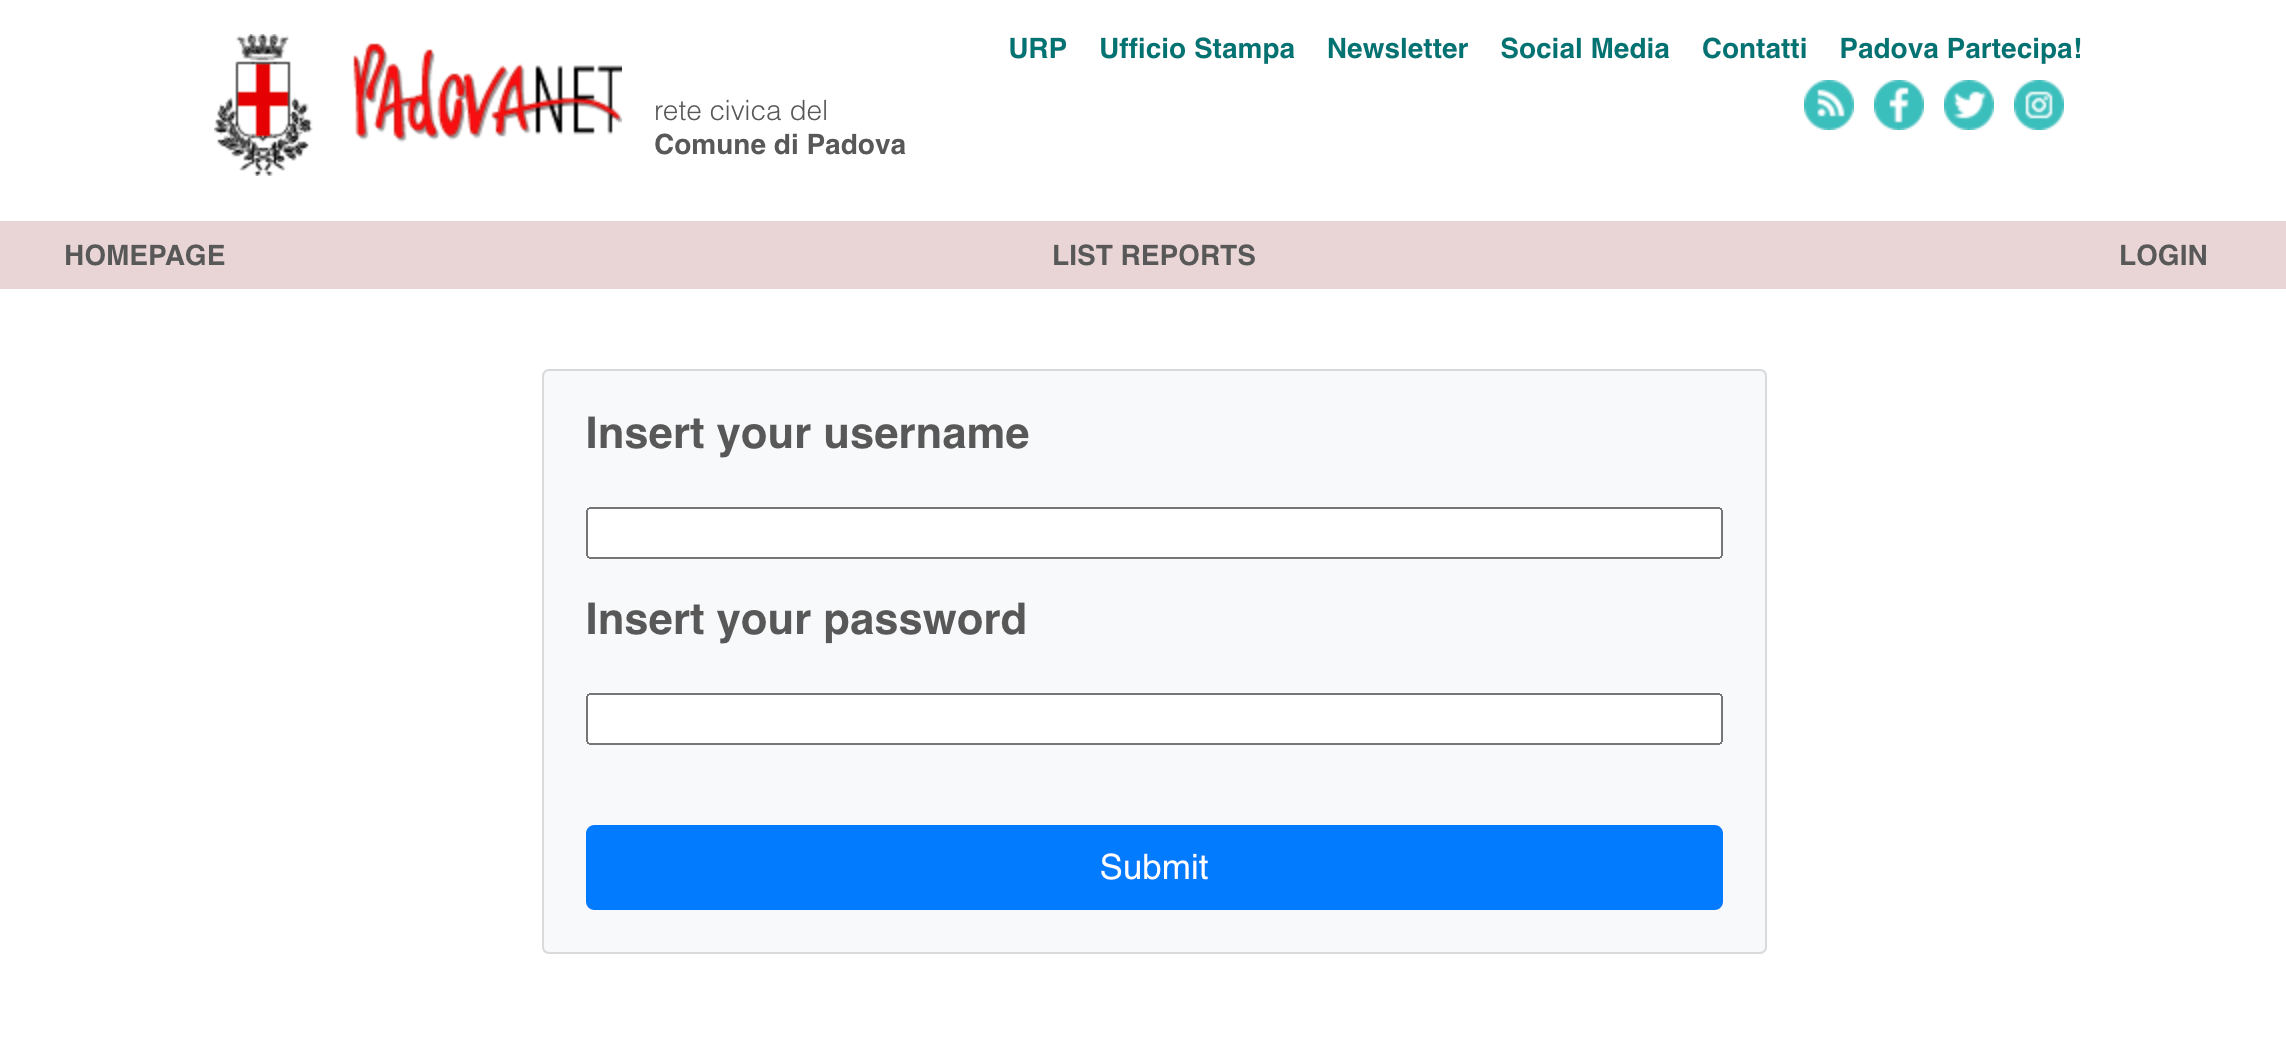 PAdovANET
rete civica del
Comune di Padova
URP Ufficio Stampa Newsletter Social Media Contatti Padova Partecipa!
HOMEPAGE LIST REPORTS LOGIN
Insert your username
Insert your password
Submit